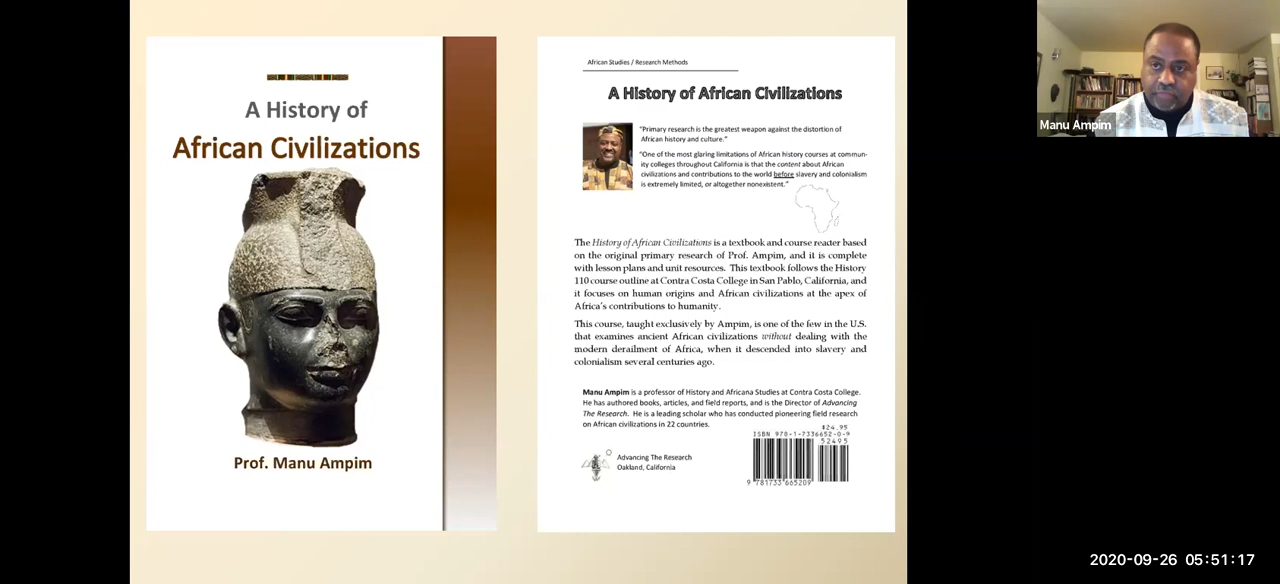 A History of
African Civilizations
Prof. Manu Ampim
African Studies / Research Methods
A History of African Civilizations
"Primary research is the greatest weapon against the distortion of
African history and culture."
"One of the most glaring limitations of African history courses at commun-
ity colleges throughout California is that the content about African
civilizations and contributions to the world before slavery and colonialism
is extremely limited, or altogether nonexistent."
The History of African Civilizations is a textbook and course reader based
on the original primary research of Prof. Ampim, and it is complete
with lesson plans and unit resources. This textbook follows the History
110 course outline at Contra Costa College in San Pablo, California, and
it focuses on human origins and African civilizations at the apex of
Africa's contributions to humanity.
This course, taught exclusively by Ampim, is one of the few in the U.S.
that examines ancient African civilizations without dealing with the
modern derailment of Africa, when it descended into slavery and
colonialism several centuries ago.
Manu Ampim is a professor of History and Africana Studies at Contra Costa College.
He has authored books, articles, and field reports, and is the Director of Advancing
The Research. He is a leading scholar who has conducted pioneering field research
on African civilizations in 22 countries.
Advancing The Research
Oakland, California
$24.95
ISBN 978-1-7336652-0-9
52495
9 781733 665209
Manu Ampim
2020-09-26 05:51:17